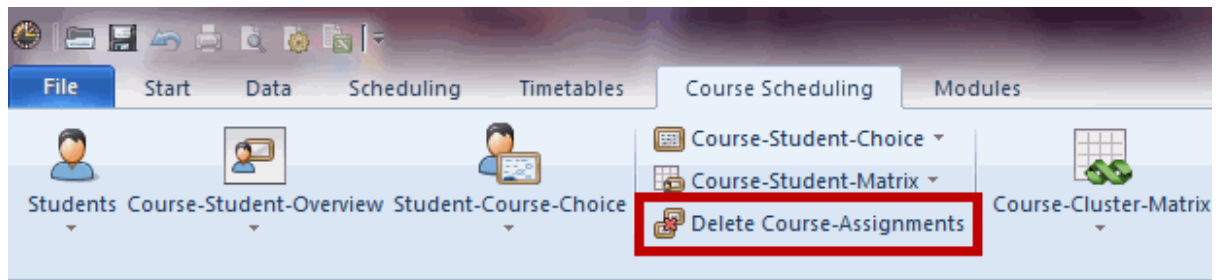 File Start Data Scheduling Timetables Course Scheduling Modules
Course-Student-Choice
Course-Student-Matrix
Students Course-Student-Overview Student-Course-Choice Course-Cluster-Matrix
Delete Course-Assignments